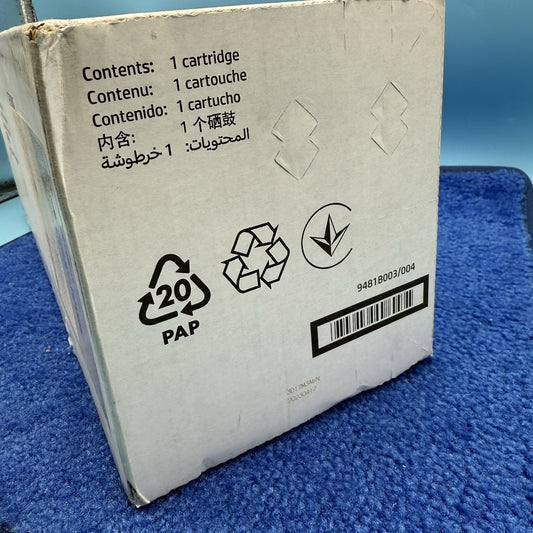 Contents: 1 cartridge
Contenu: 1 cartouche
Contenido: 1 cartucho
内含: 1 个硒鼓
المحتويات: 1 خرطوشة
20
PAP
9481B003/004